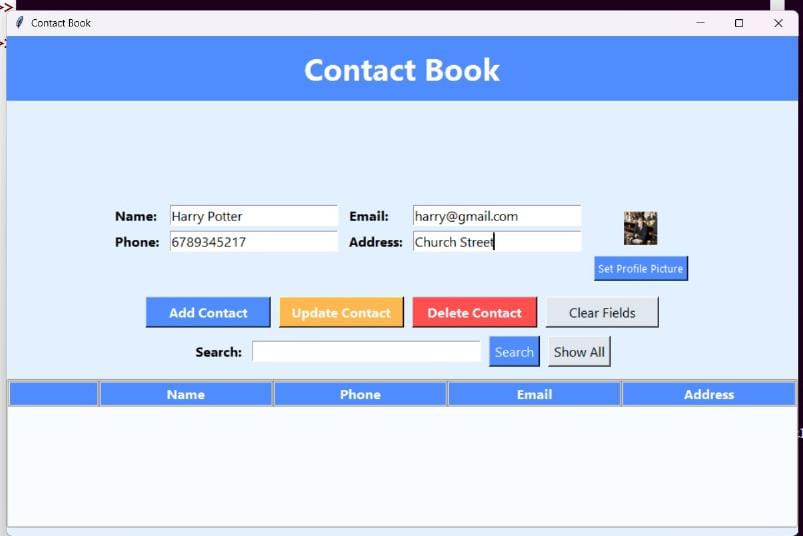 >>
Contact Book
Contact Book
Name: Harry Potter Email: harry@gmail.com
Phone: 6789345217 Address: Church Street
Set Profile Picture
Add Contact Update Contact Delete Contact Clear Fields
Search: Search Show All
Name Phone Email Address